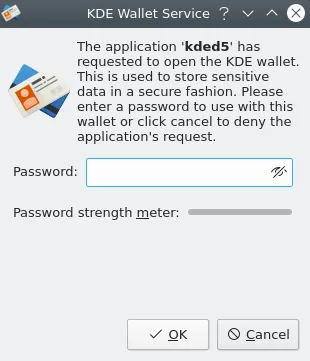 KDE Wallet Service
The application 'kded5' has
requested to open the KDE wallet.
This is used to store sensitive
data in a secure fashion. Please
enter a password to use with this
wallet or click cancel to deny the
application's request.
Password:
Password strength meter:
OK
Cancel